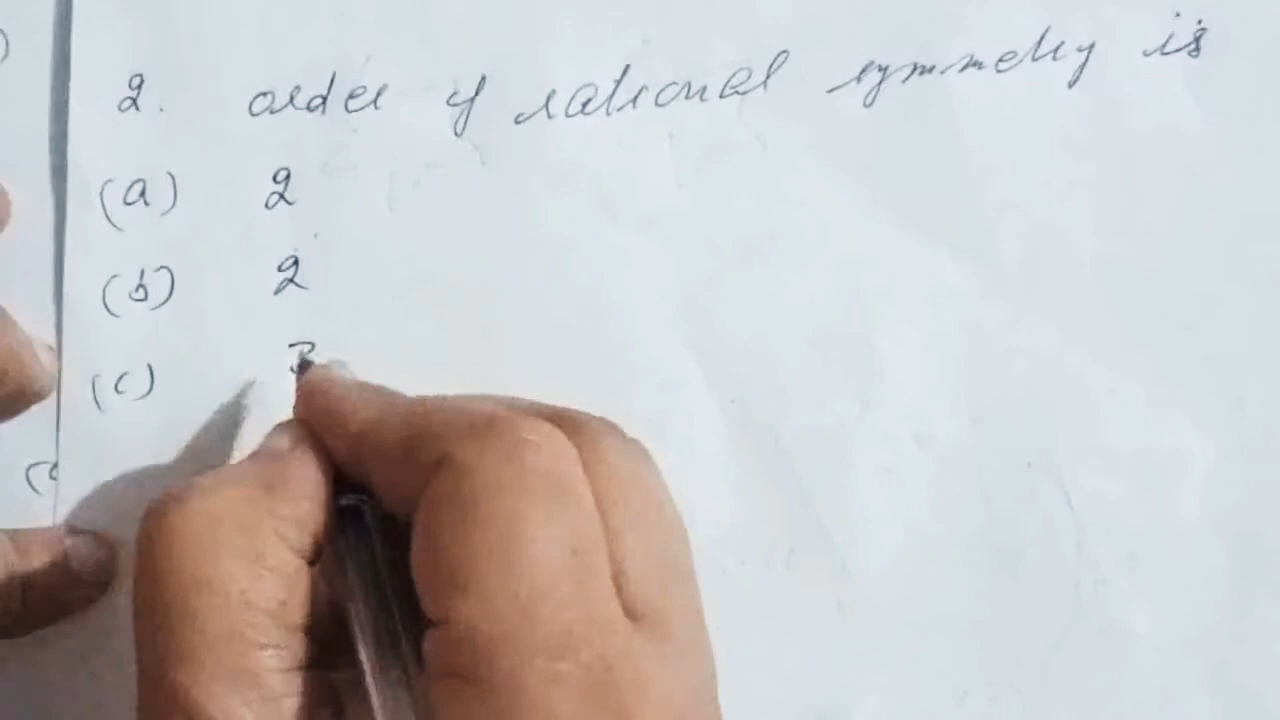 2. order of rational symmetry is
(a) 2
(b) 2
(c) 3